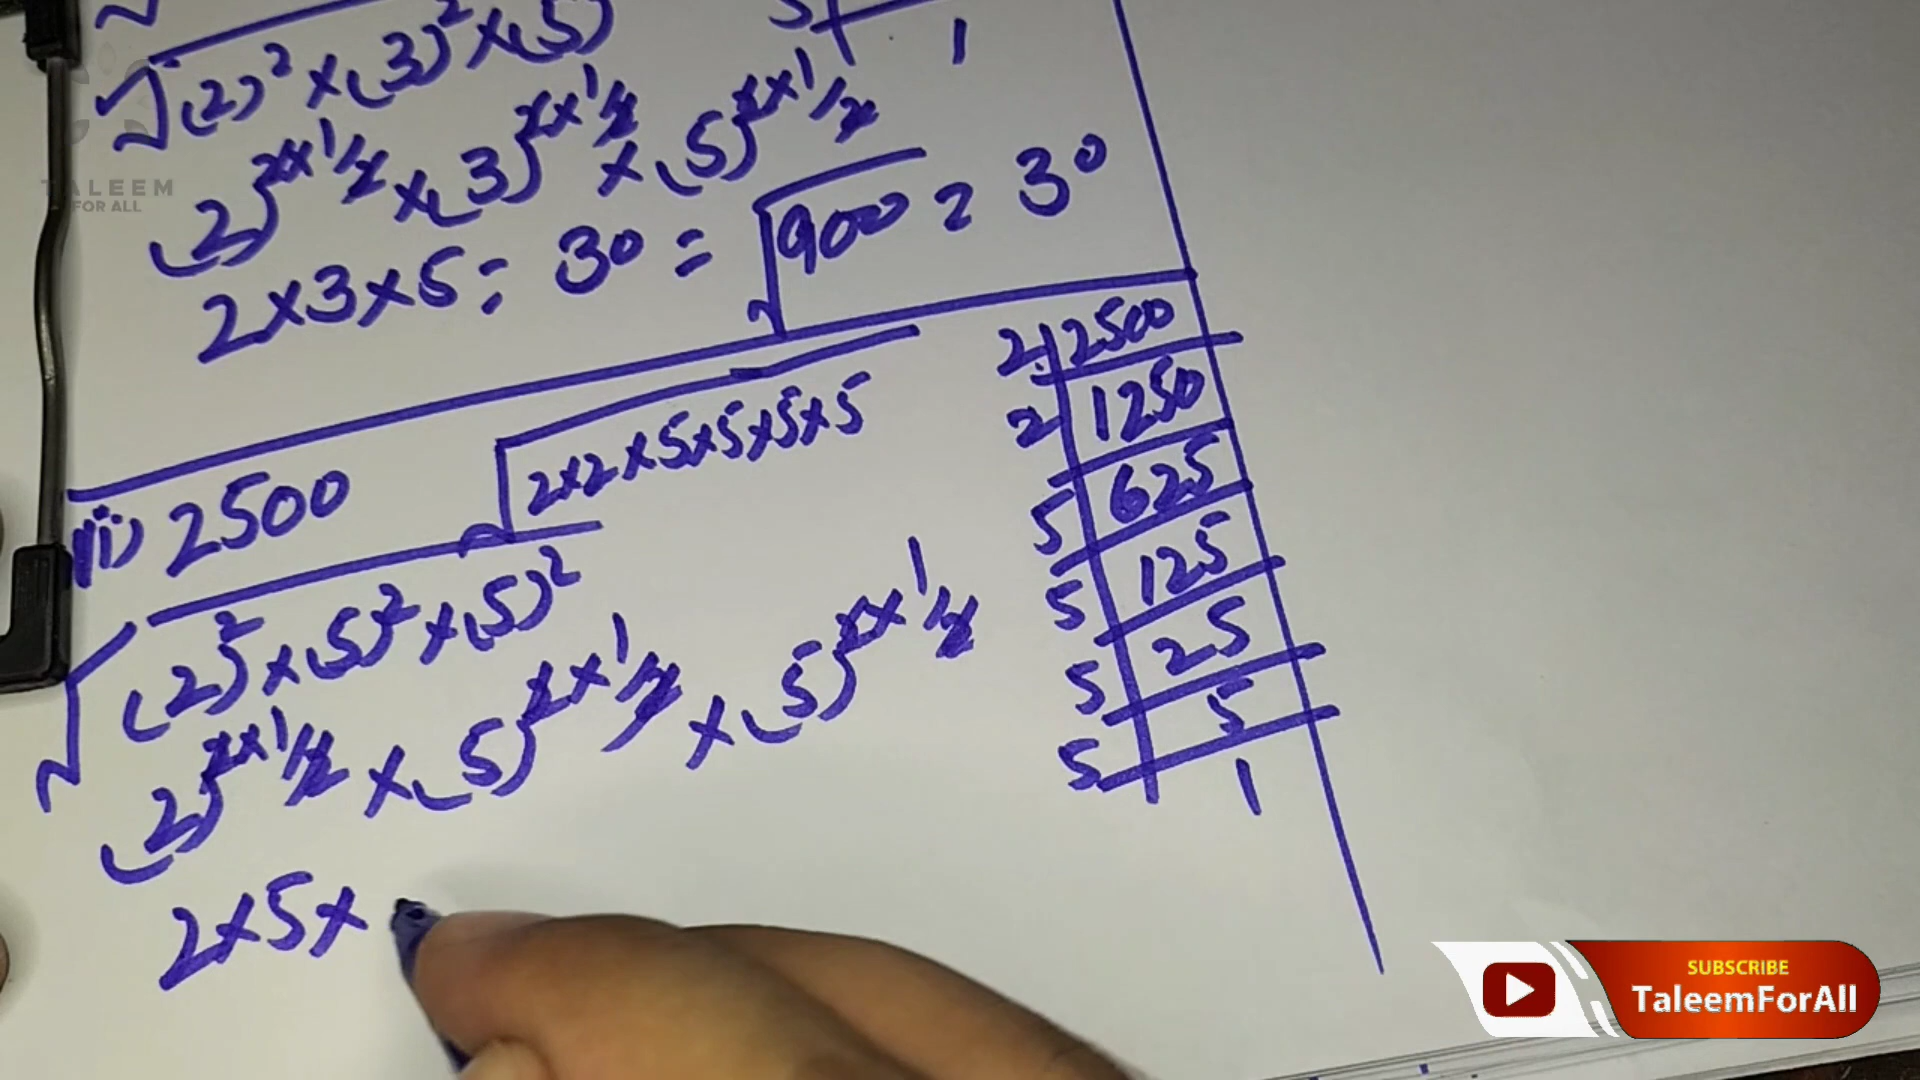 √(2)² × (3)² × (5)
(2)^2×1/2 × (3)^2×1/2 × (5)^2×1/2
2 × 3 × 5 = 30 = √900 = 30
5 | 1
TALEEM
FOR ALL
(ii) 2500 √2×2×5×5×5×5
√(2)² × (5)² × (5)²
(2)^2×1/2 × (5)^2×1/2 × (5)^2×1/2
2×5×
2 | 2500
2 | 1250
5 | 625
5 | 125
5 | 25
5 | 5
1
SUBSCRIBE
TaleemForAll